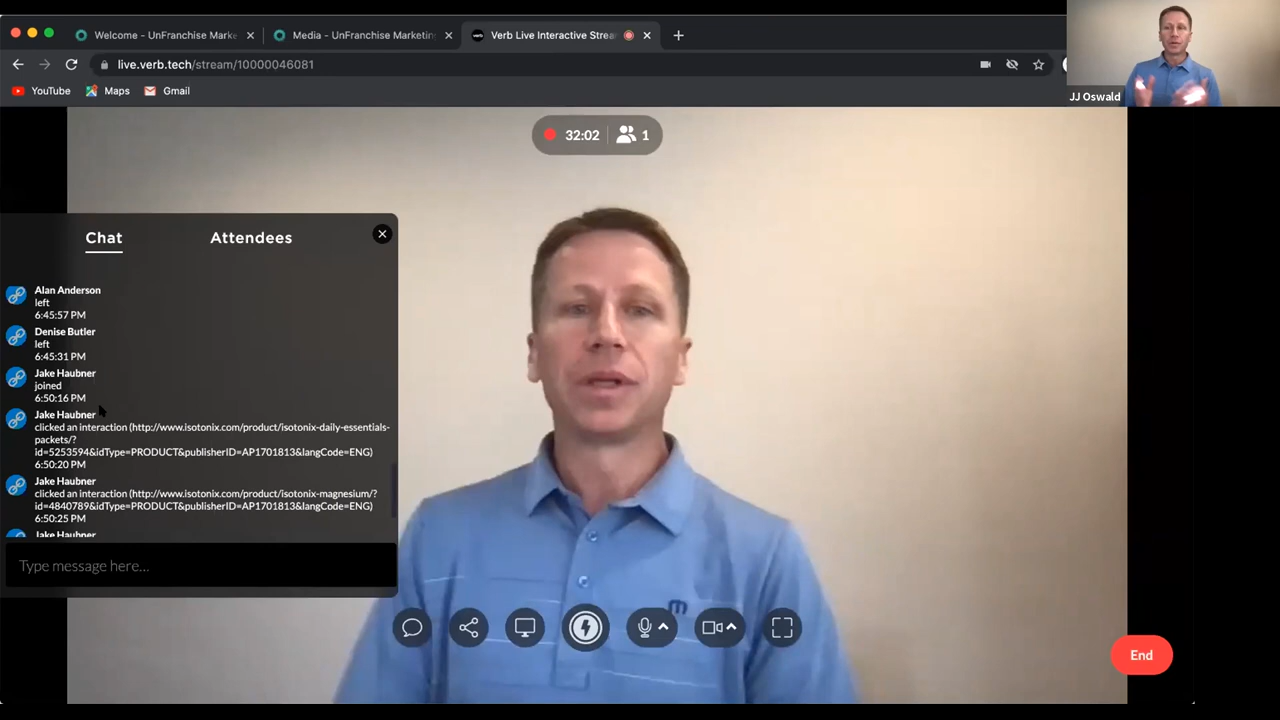 Welcome - UnFranchise Marke
Media - UnFranchise Marketing
verb
Verb Live Interactive Strea
live.verb.tech/stream/10000046081
YouTube
Maps
Gmail
JJ Oswald
32:02
1
Chat
Attendees
Alan Anderson
left
6:45:57 PM
Denise Butler
left
6:45:31 PM
Jake Haubner
joined
6:50:16 PM
Jake Haubner
clicked an interaction (http://www.isotonix.com/product/isotonix-daily-essentials-
packets/?
id=5253594&idType=PRODUCT&publisherID=AP1701813&langCode=ENG)
6:50:20 PM
Jake Haubner
clicked an interaction (http://www.isotonix.com/product/isotonix-magnesium/?
id=4840789&idType=PRODUCT&publisherID=AP1701813&langCode=ENG)
6:50:25 PM
Jake Haubner
Type message here...
m
End